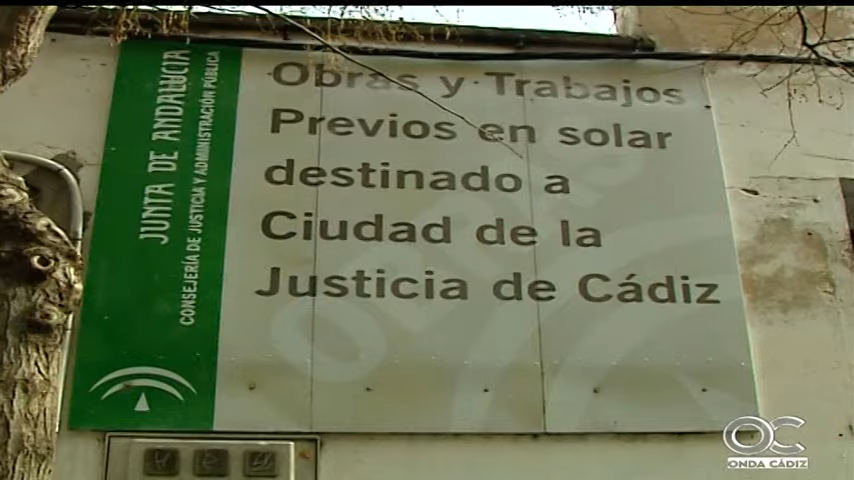 JUNTA DE ANDALUCIA
CONSEJERÍA DE JUSTICIA Y ADMINISTRACIÓN PÚBLICA
Obras y Trabajos
Previos en solar
destinado a
Ciudad de la
Justicia de Cádiz
OC
ONDA CÁDIZ